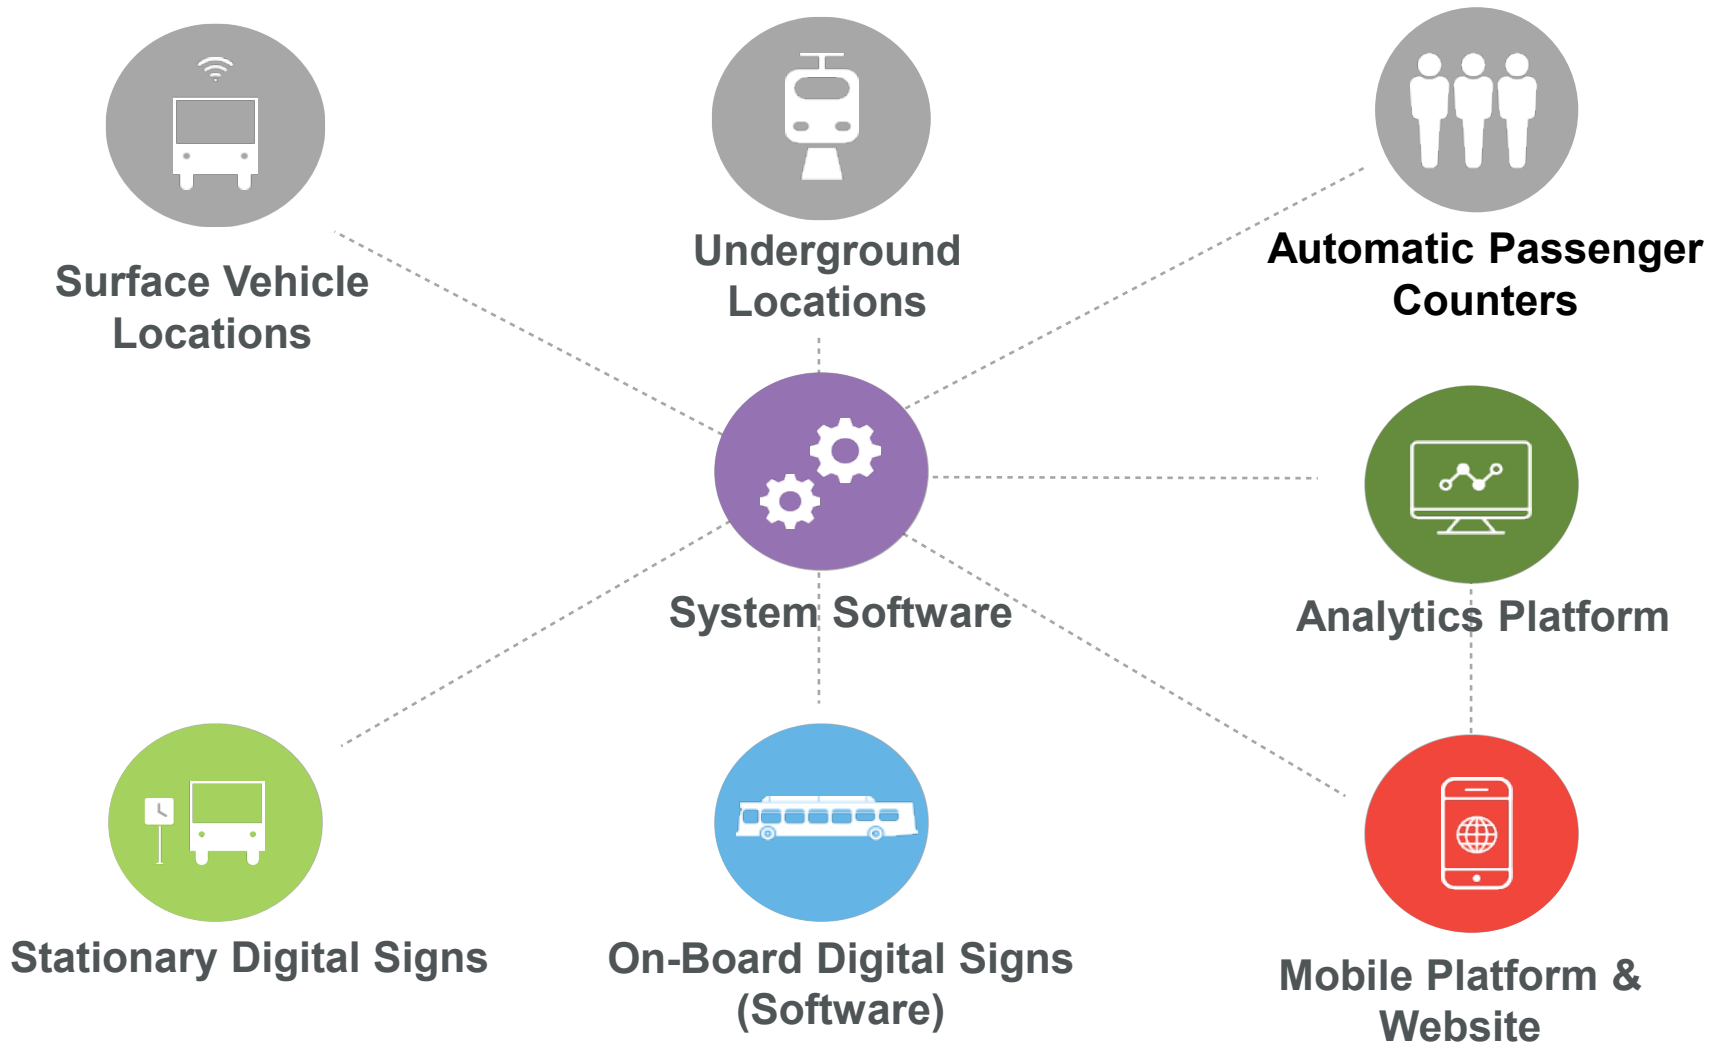 Surface Vehicle
Locations
Underground
Locations
Automatic Passenger
Counters
System Software
Analytics Platform
Stationary Digital Signs
On-Board Digital Signs
(Software)
Mobile Platform &
Website